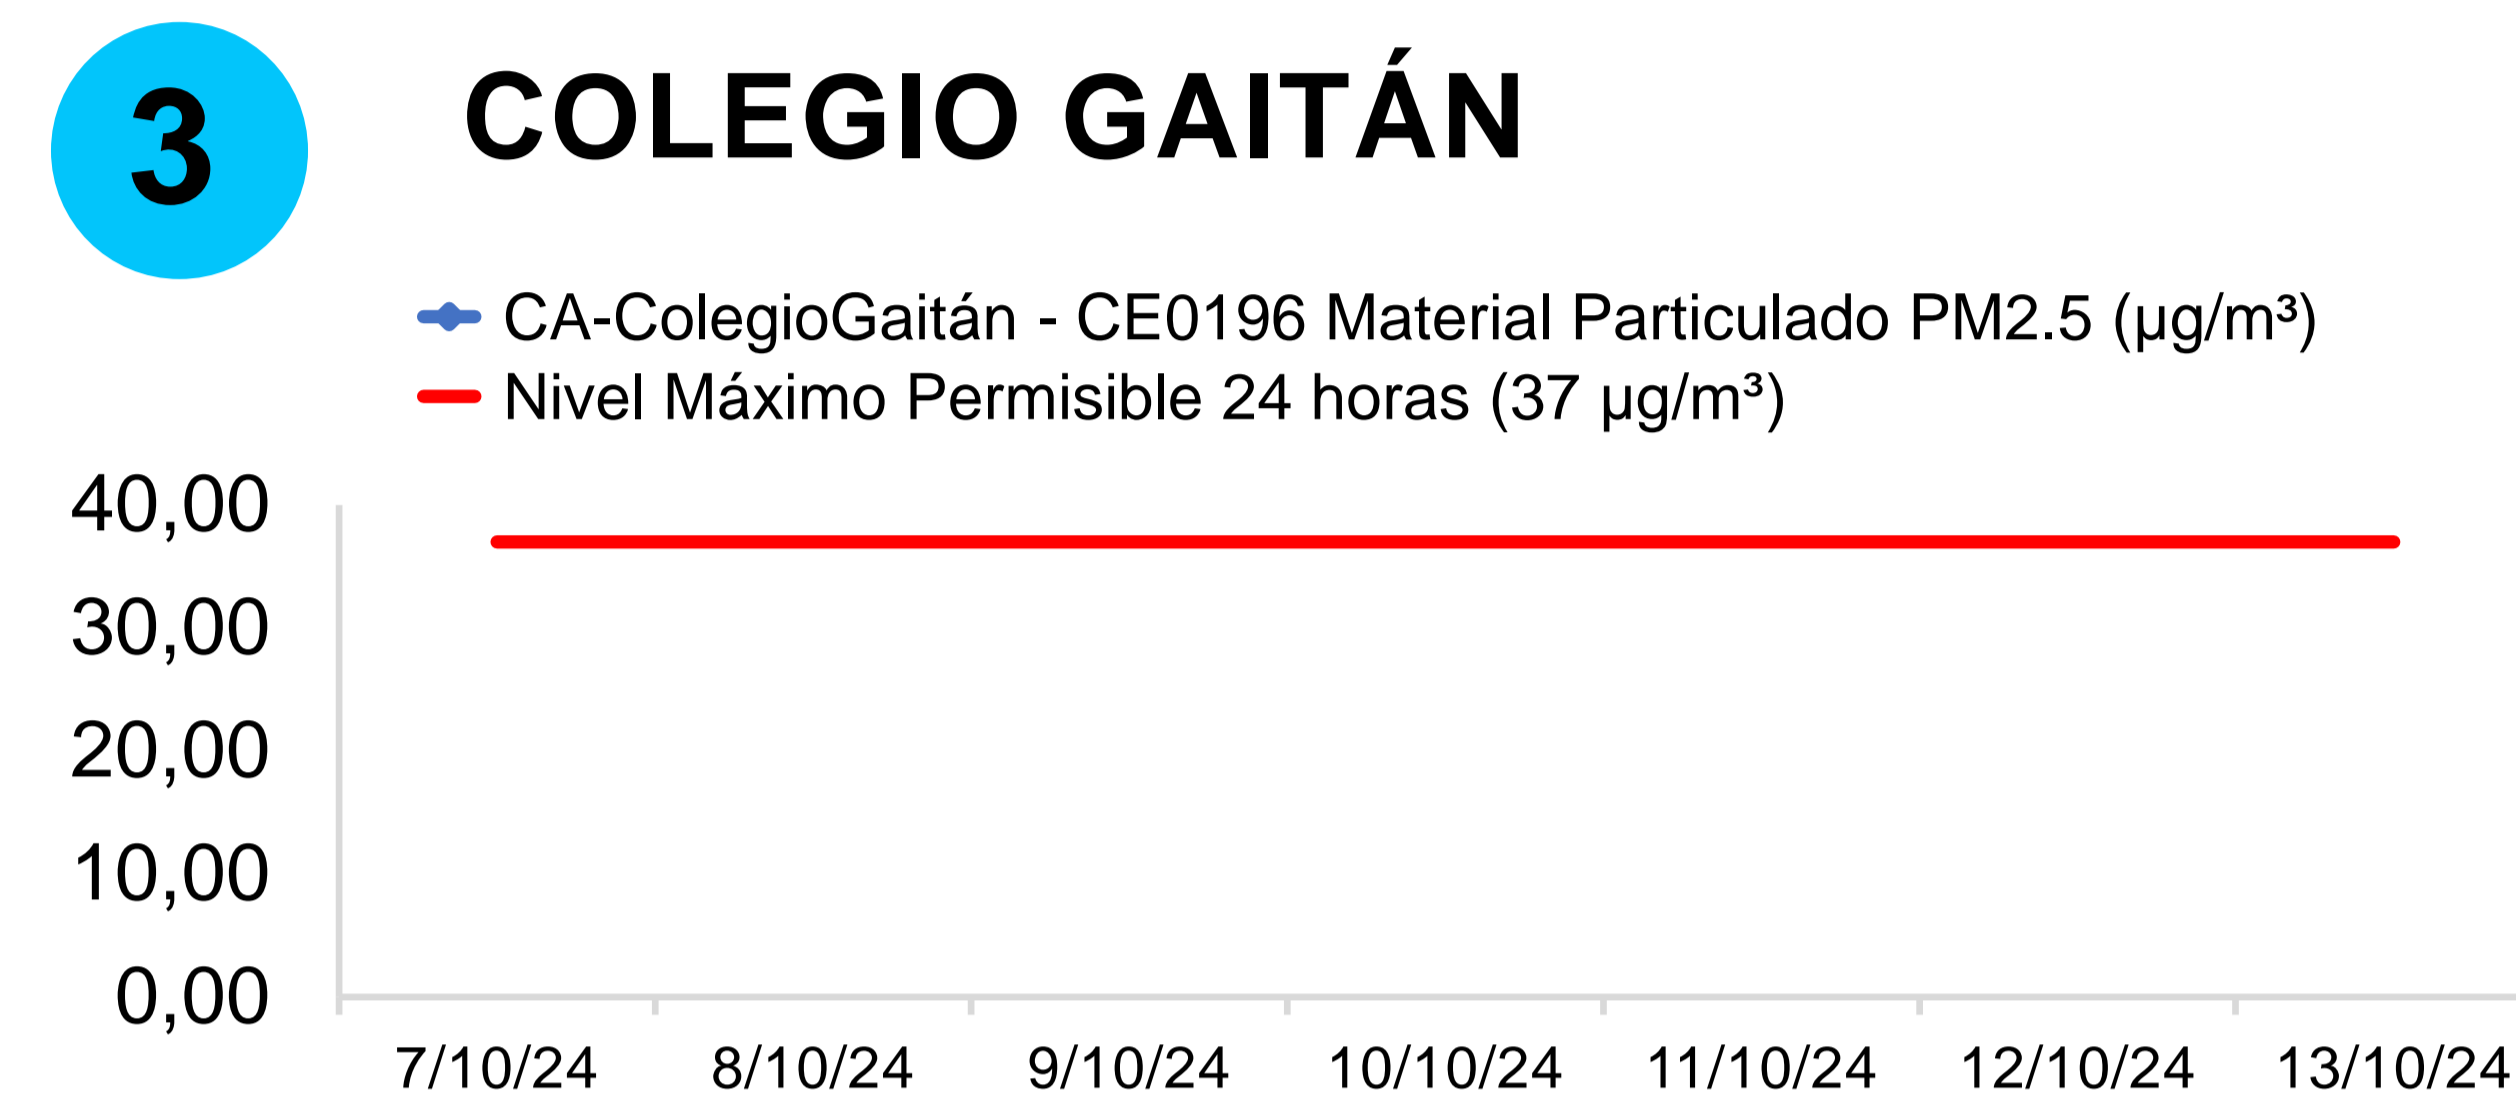 3
COLEGIO GAITÁN
CA-ColegioGaitán - CE0196 Material Particulado PM2.5 (µg/m³)
Nivel Máximo Permisible 24 horas (37 µg/m³)
40,00
30,00
20,00
10,00
0,00
7/10/24 8/10/24 9/10/24 10/10/24 11/10/24 12/10/24 13/10/24